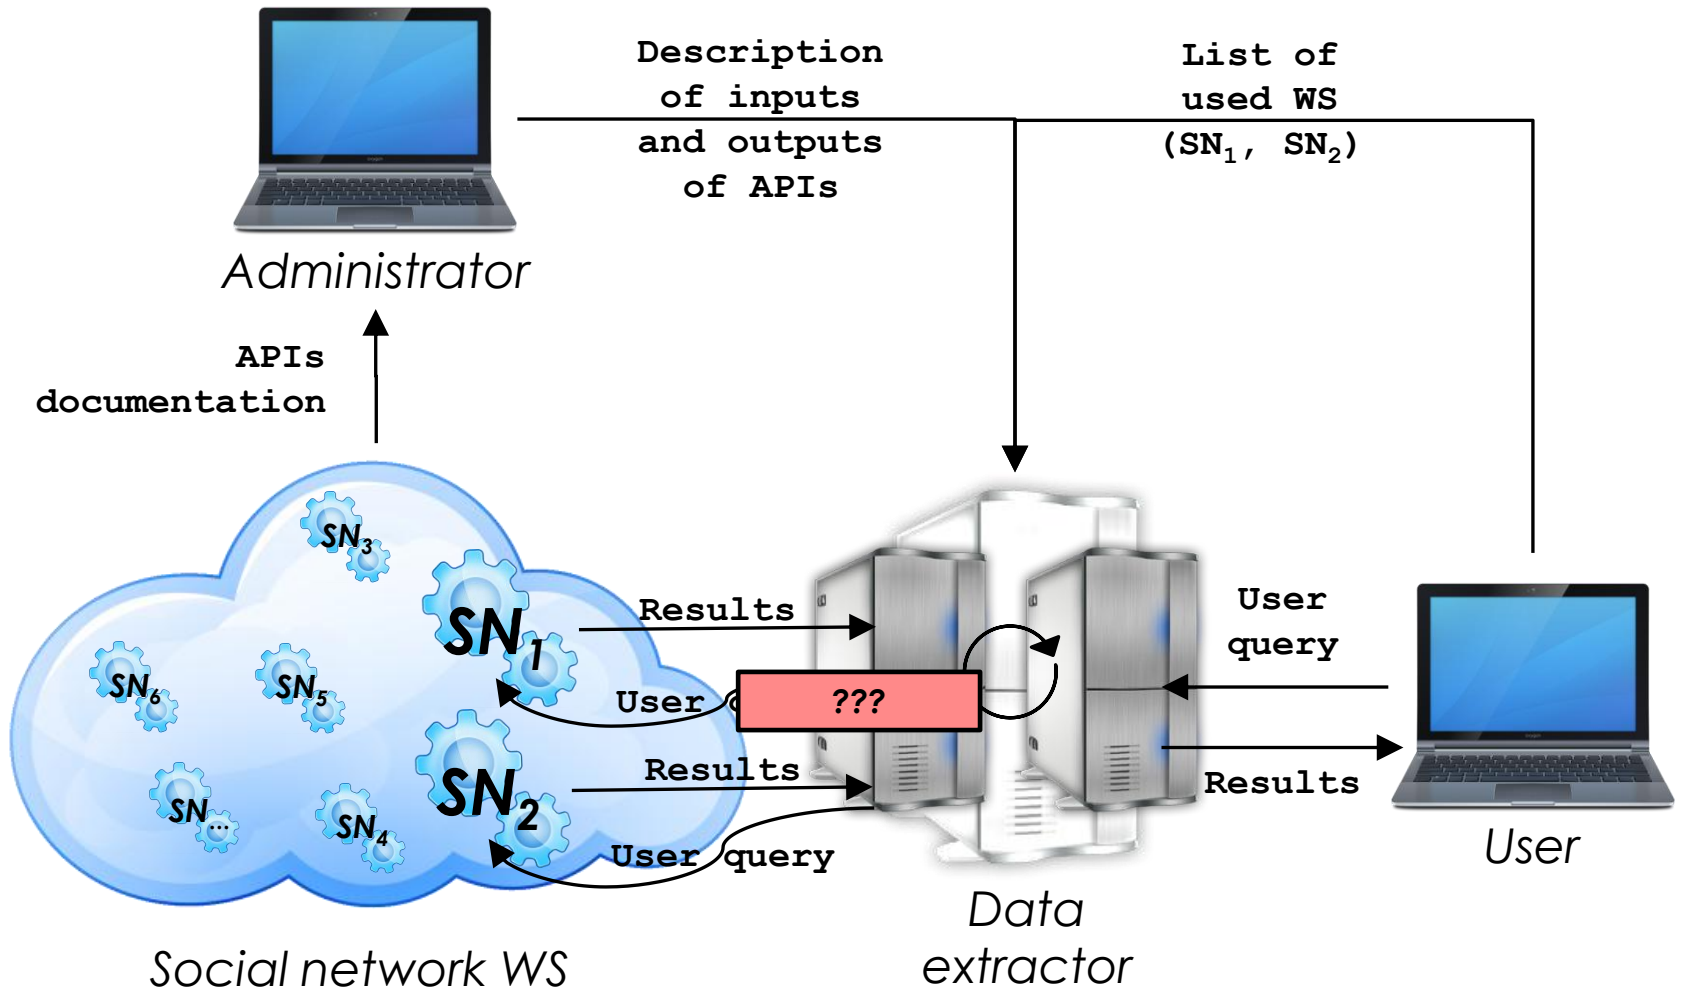 Description
of inputs
and outputs
of APIs
List of
used WS
(SN1, SN2)
Administrator
APIs
documentation
SN3
SN1
SN6
SN5
SN2
SN...
SN4
Results
User
???
Results
User query
User
query
Results
User
Data
extractor
Social network WS